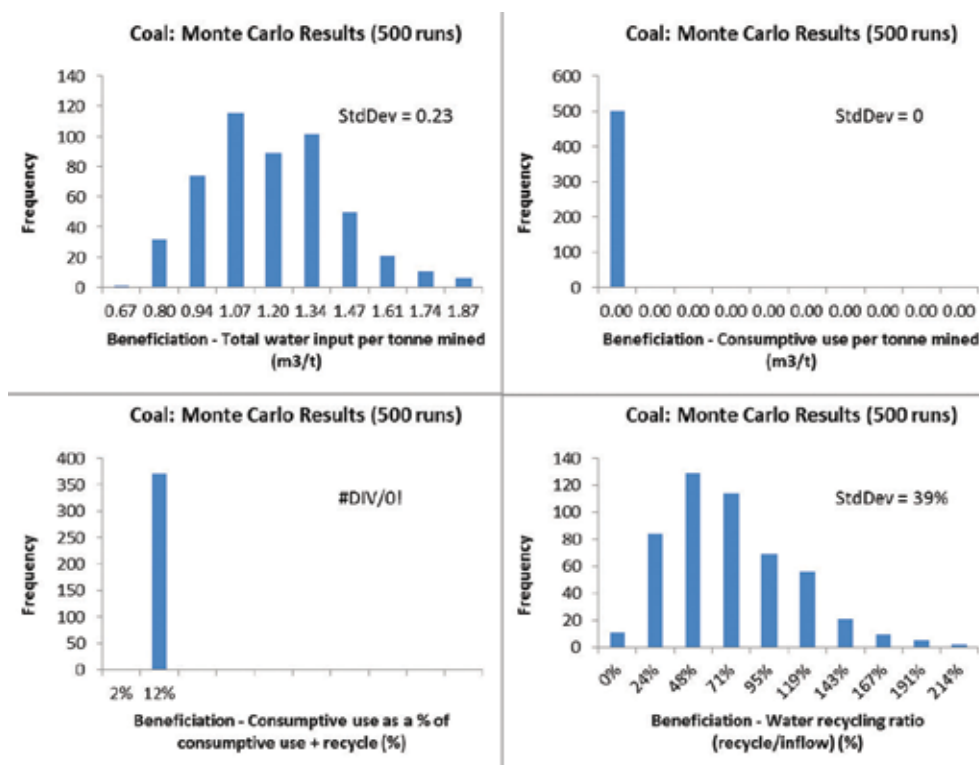 Coal: Monte Carlo Results (500 runs)
140
120
100
80
60
40
20
0
Frequency
StdDev = 0.23
0.67 0.80 0.94 1.07 1.20 1.34 1.47 1.61 1.74 1.87
Beneficiation - Total water input per tonne mined
(m3/t)
Coal: Monte Carlo Results (500 runs)
600
500
400
300
200
100
0
Frequency
StdDev = 0
0.00 0.00 0.00 0.00 0.00 0.00 0.00 0.00 0.00 0.00
Beneficiation - Consumptive use per tonne mined
(m3/t)
Coal: Monte Carlo Results (500 runs)
400
350
300
250
200
150
100
50
0
Frequency
#DIV/0!
2% 12%
Beneficiation - Consumptive use as a % of
consumptive use + recycle (%)
Coal: Monte Carlo Results (500 runs)
140
120
100
80
60
40
20
0
Frequency
StdDev = 39%
0% 24% 48% 71% 95% 119% 143% 167% 191% 214%
Beneficiation - Water recycling ratio
(recycle/inflow) (%)